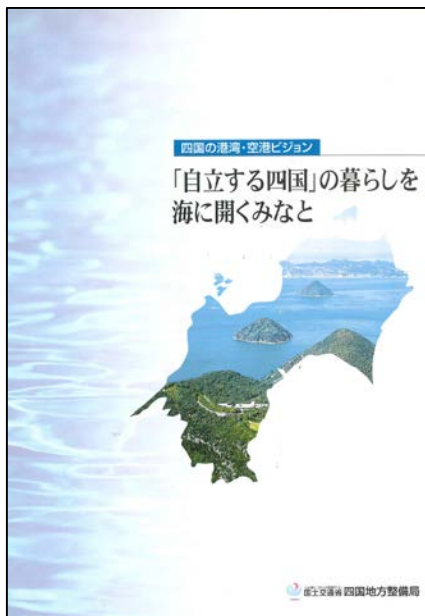 四国の港湾・空港ビジョン
「自立する四国」の暮らしを
海に開くみなと
国土交通省 四国地方整備局